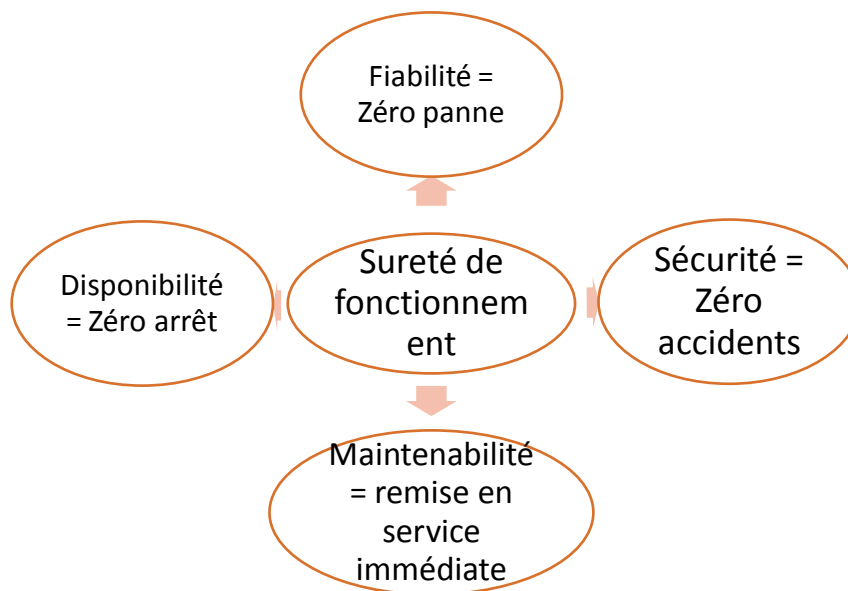 Fiabilité =
Zéro panne
Disponibilité
= Zéro arrêt
Sureté de
fonctionnem
ent
Sécurité =
Zéro
accidents
Maintenabilité
= remise en
service
immédiate